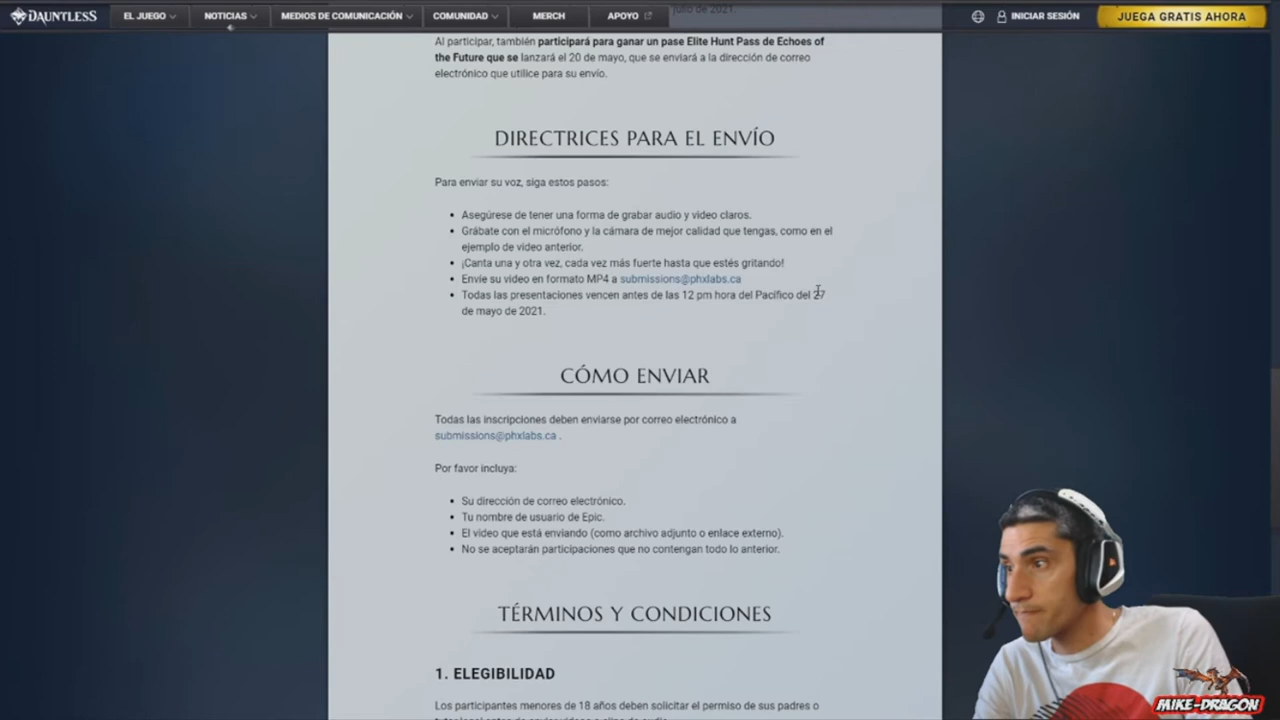 DAUNTLESS
EL JUEGO
NOTICIAS
MEDIOS DE COMUNICACIÓN
COMUNIDAD
MERCH
APOYO
INICIAR SESIÓN
JUEGA GRATIS AHORA
julio de 2021.
Al participar, también participará para ganar un pase Elite Hunt Pass de Echoes of
the Future que se lanzará el 20 de mayo, que se enviará a la dirección de correo
electrónico que utilice para su envío.
DIRECTRICES PARA EL ENVÍO
Para enviar su voz, siga estos pasos:
• Asegúrese de tener una forma de grabar audio y video claros.
• Grábate con el micrófono y la cámara de mejor calidad que tengas, como en el
ejemplo de video anterior.
• ¡Canta una y otra vez, cada vez más fuerte hasta que estés gritando!
• Envíe su video en formato MP4 a submissions@phxlabs.ca
• Todas las presentaciones vencen antes de las 12 pm hora del Pacífico del 27
de mayo de 2021.
CÓMO ENVIAR
Todas las inscripciones deben enviarse por correo electrónico a
submissions@phxlabs.ca .
Por favor incluya:
• Su dirección de correo electrónico.
• Tu nombre de usuario de Epic.
• El video que está enviando (como archivo adjunto o enlace externo).
• No se aceptarán participaciones que no contengan todo lo anterior.
TÉRMINOS Y CONDICIONES
1. ELEGIBILIDAD
Los participantes menores de 18 años deben solicitar el permiso de sus padres o
MIKE-DRAGON